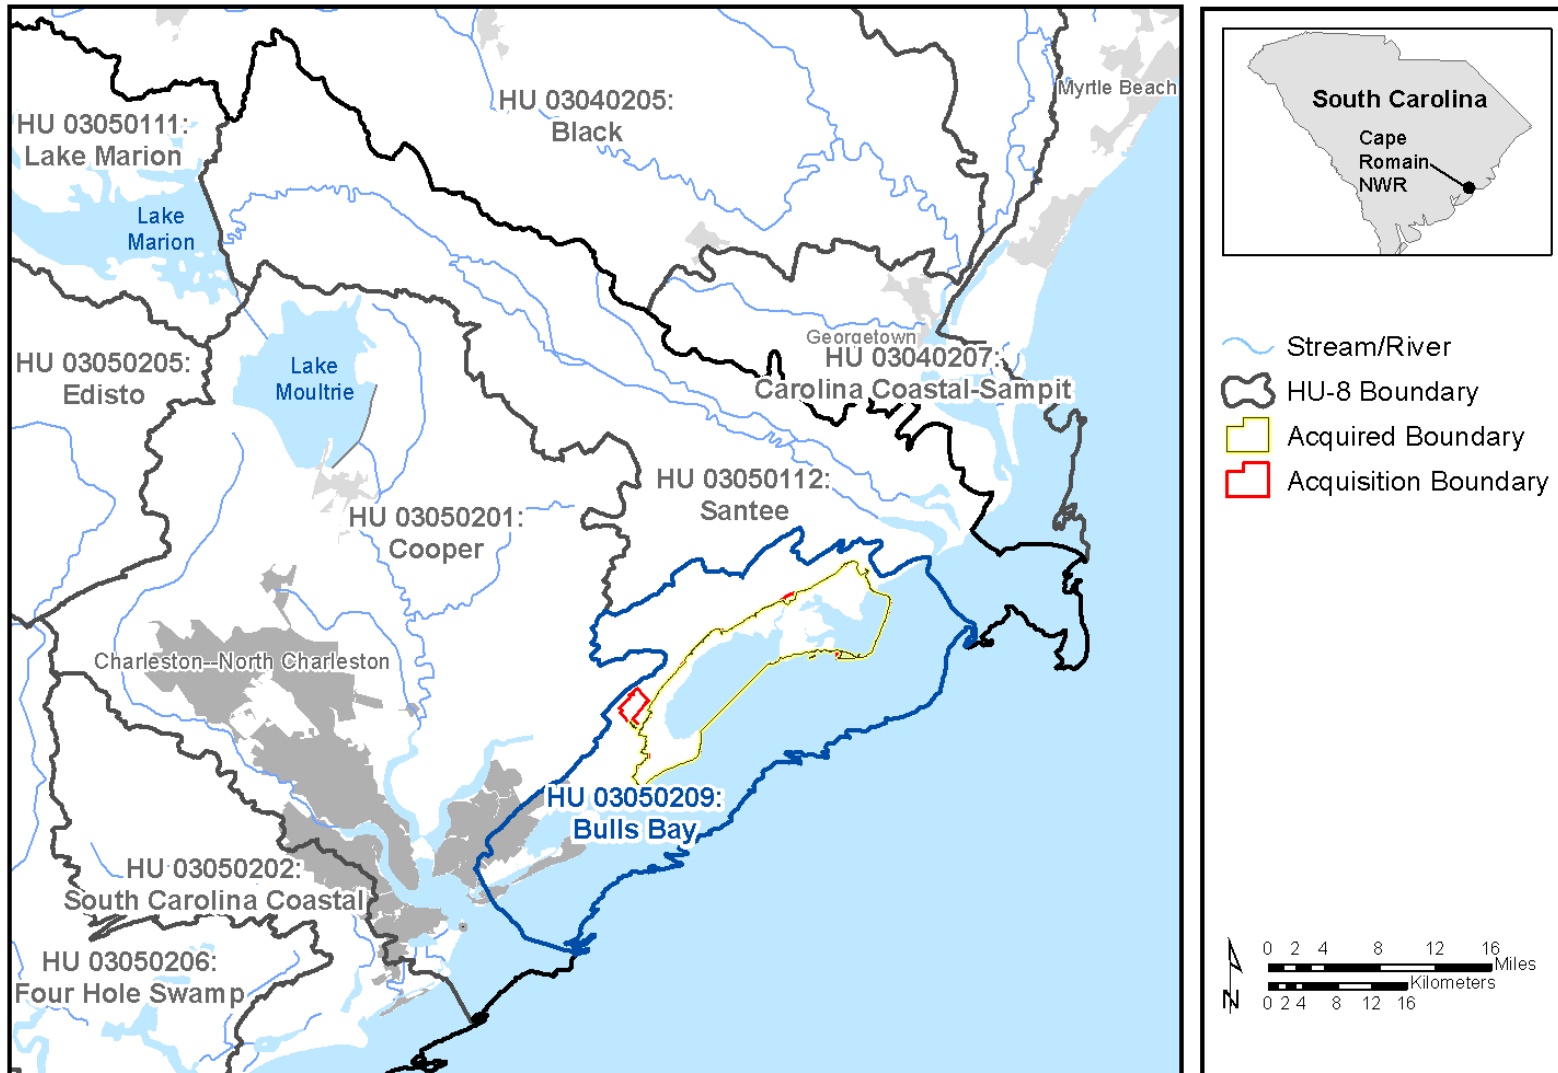 HU 03040205:
Black
Myrtle Beach
HU 03050111:
Lake Marion
Lake
Marion
Georgetown
HU 03040207:
Carolina Coastal-Sampit
HU 03050205:
Edisto
Lake
Moultrie
HU 03050112:
Santee
HU 03050201:
Cooper
Charleston--North Charleston
HU 03050209:
Bulls Bay
HU 03050202:
South Carolina Coastal
HU 03050206:
Four Hole Swamp
South Carolina
Cape
Romain
NWR
Stream/River
HU-8 Boundary
Acquired Boundary
Acquisition Boundary
N
0 2 4 8 12 16
Miles
Kilometers
0 2 4 8 12 16